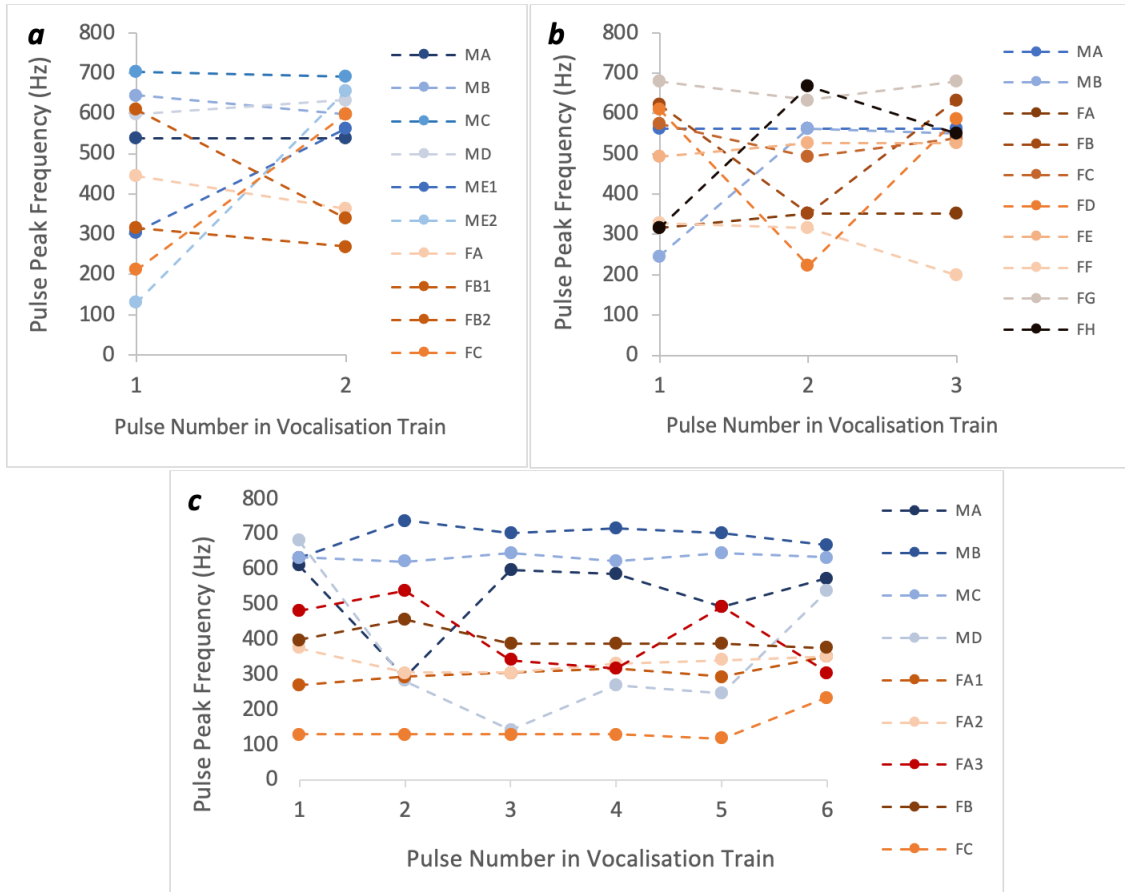 a
Pulse Peak Frequency (Hz)
800
700
600
500
400
300
200
100
0
1 2
Pulse Number in Vocalisation Train
MA
MB
MC
MD
ME1
ME2
FA
FB1
FB2
FC
b
Pulse Peak Frequency (Hz)
800
700
600
500
400
300
200
100
0
1 2 3
Pulse Number in Vocalisation Train
MA
MB
FA
FB
FC
FD
FE
FF
FG
FH
c
Pulse Peak Frequency (Hz)
800
700
600
500
400
300
200
100
0
1 2 3 4 5 6
Pulse Number in Vocalisation Train
MA
MB
MC
MD
FA1
FA2
FA3
FB
FC